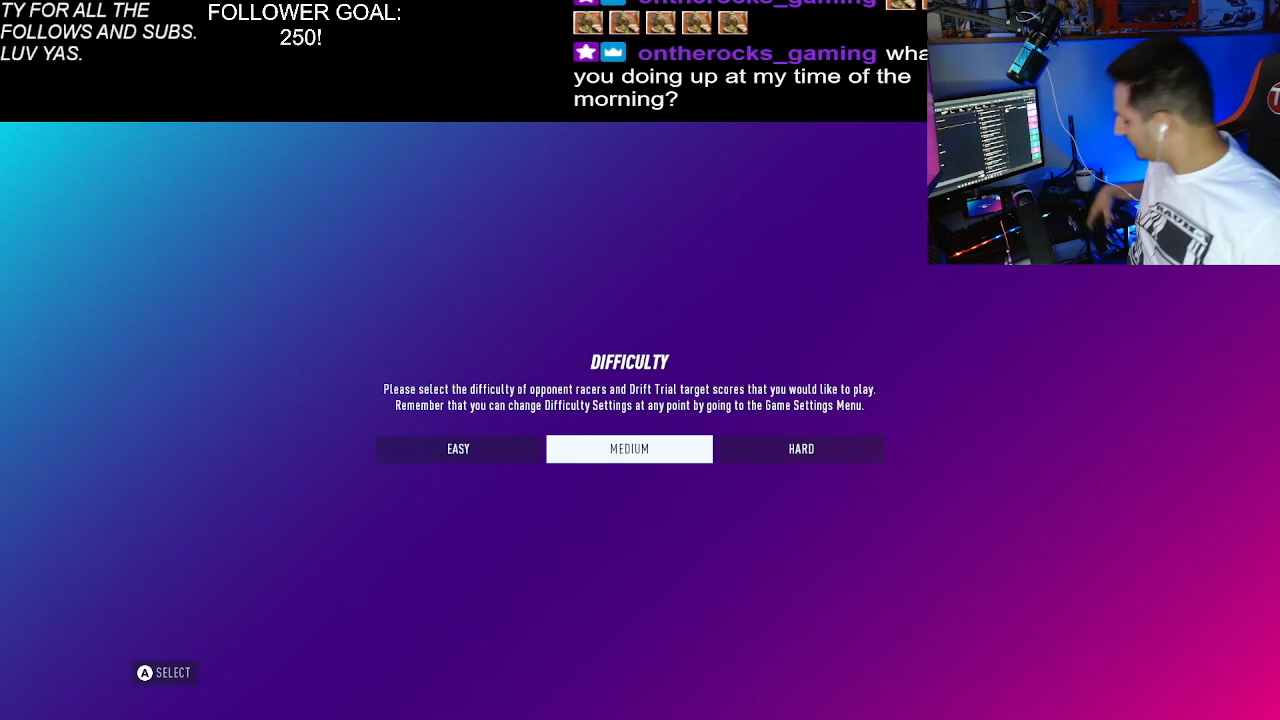 TY FOR ALL THE
FOLLOWS AND SUBS.
LUV YAS.
FOLLOWER GOAL:
250!
ontherocks_gaming
ontherocks_gaming wha
you doing up at my time of the
morning?
DIFFICULTY
Please select the difficulty of opponent racers and Drift Trial target scores that you would like to play.
Remember that you can change Difficulty Settings at any point by going to the Game Settings Menu.
EASY
MEDIUM
HARD
A SELECT